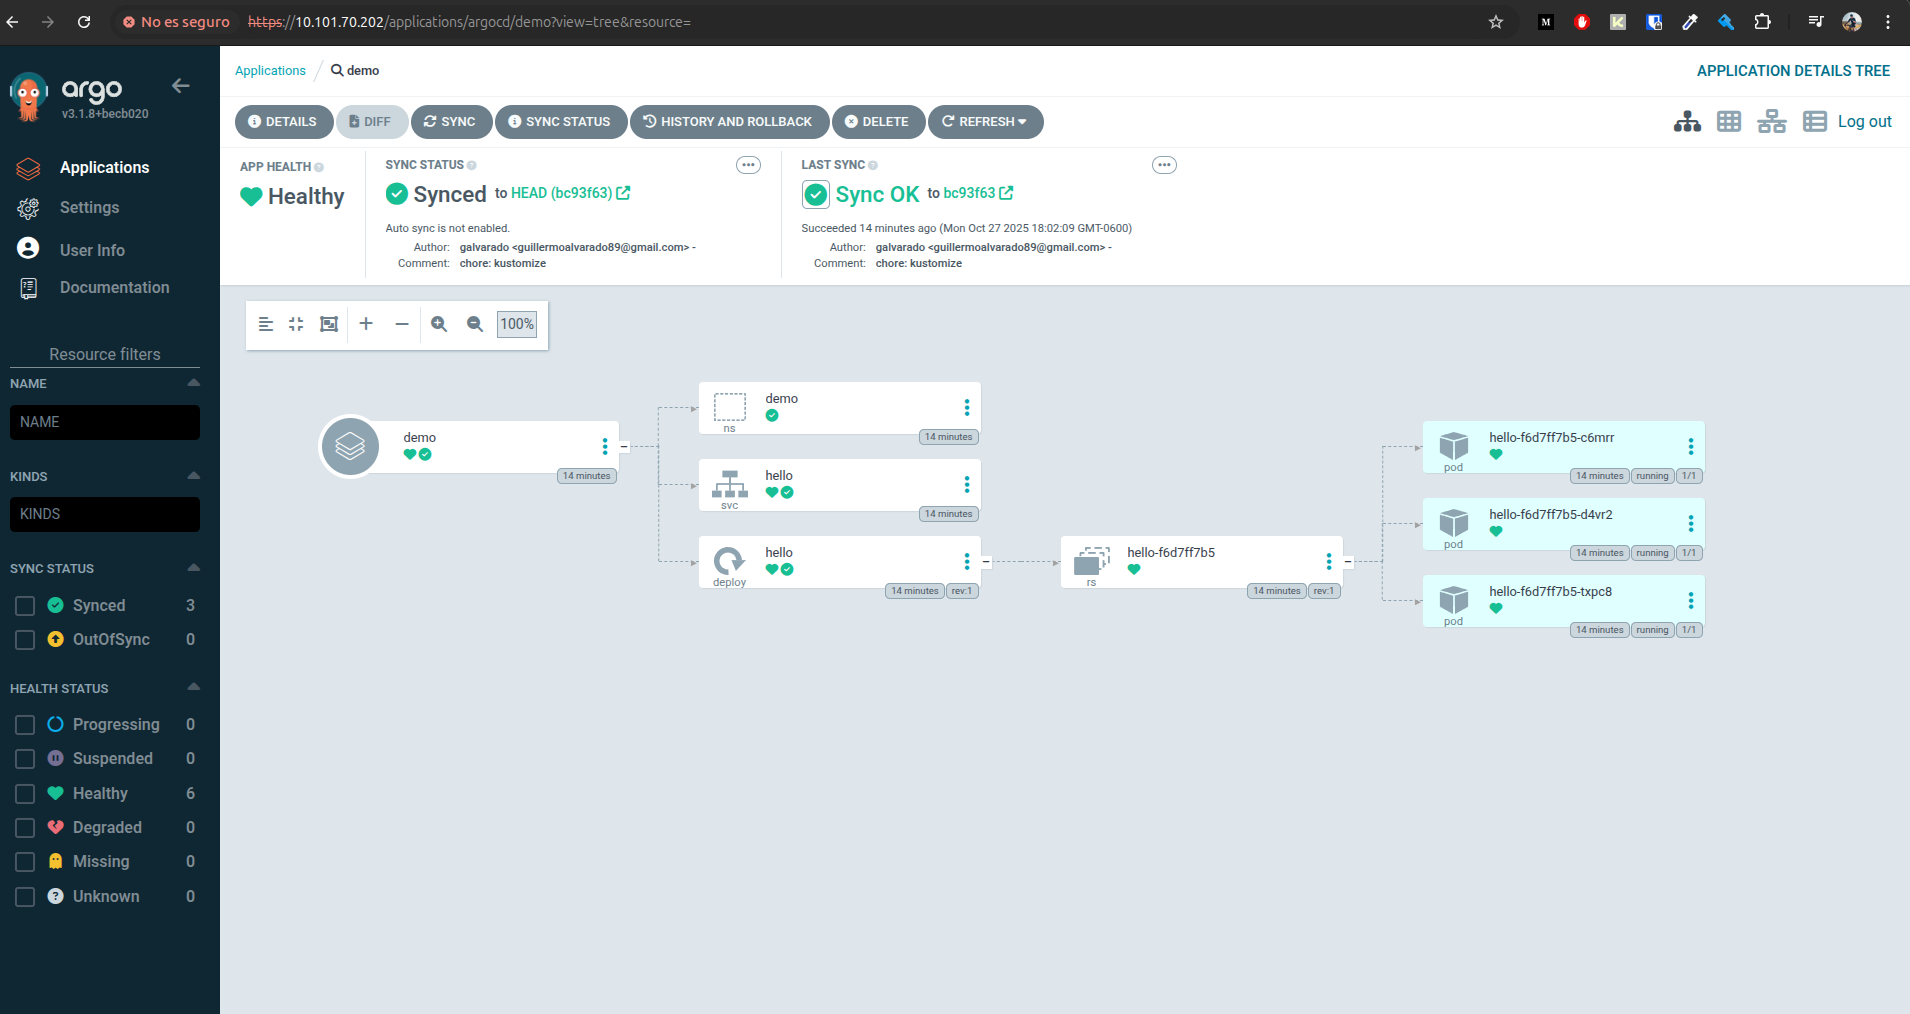 No es seguro https://10.101.70.202/applications/argocd/demo?view=tree&resource=
argo
v3.1.8+becb020
Applications
Settings
User Info
Documentation
Resource filters
NAME
NAME
KINDS
KINDS
SYNC STATUS
Synced 3
OutOfSync 0
HEALTH STATUS
Progressing 0
Suspended 0
Healthy 6
Degraded 0
Missing 0
Unknown 0
Applications / demo
APPLICATION DETAILS TREE
DETAILS DIFF SYNC SYNC STATUS HISTORY AND ROLLBACK DELETE REFRESH
Log out
APP HEALTH
Healthy
SYNC STATUS
Synced to HEAD (bc93f63)
Auto sync is not enabled.
Author: galvarado <guillermoalvarado89@gmail.com> -
Comment: chore: kustomize
LAST SYNC
Sync OK to bc93f63
Succeeded 14 minutes ago (Mon Oct 27 2025 18:02:09 GMT-0600)
Author: galvarado <guillermoalvarado89@gmail.com> -
Comment: chore: kustomize
100%
demo
14 minutes
demo
ns
14 minutes
hello
svc
14 minutes
hello
deploy
14 minutes rev:1
hello-f6d7ff7b5
rs
14 minutes rev:1
hello-f6d7ff7b5-c6mrr
pod
14 minutes running 1/1
hello-f6d7ff7b5-d4vr2
pod
14 minutes running 1/1
hello-f6d7ff7b5-txpc8
pod
14 minutes running 1/1